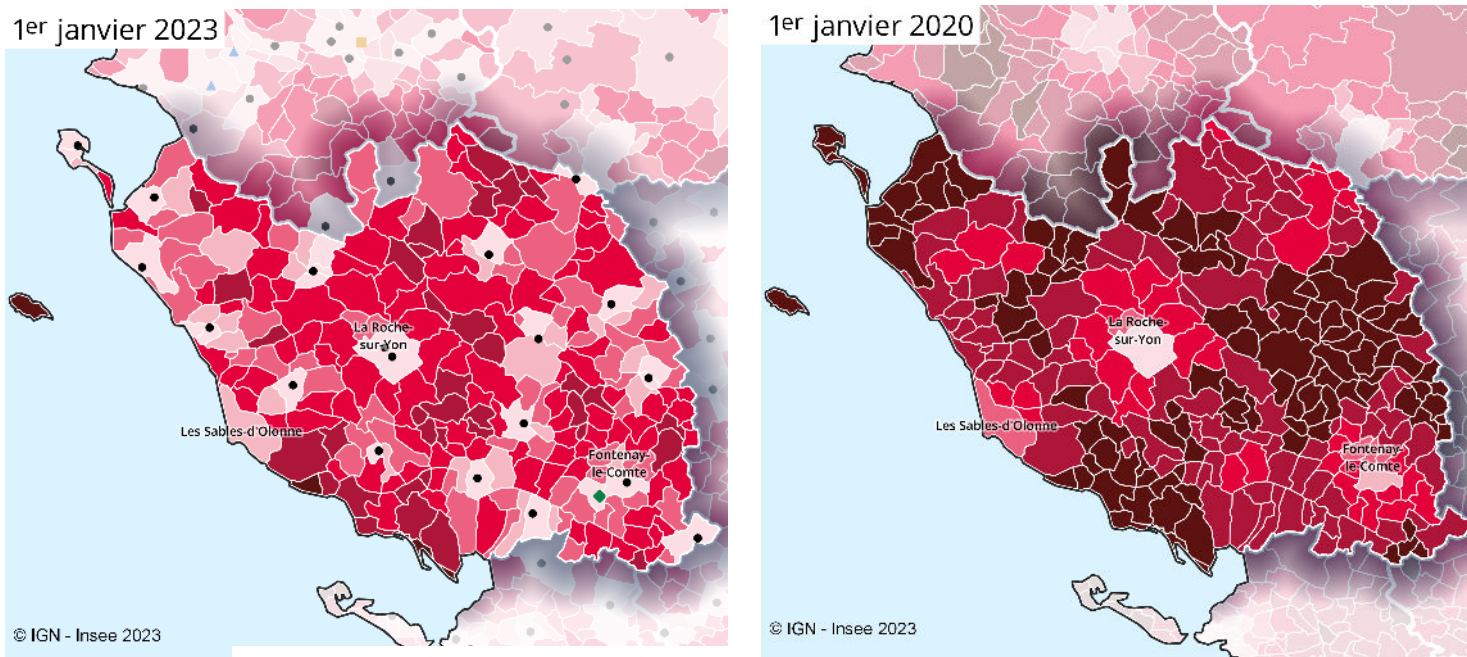 1er janvier 2023
La Roche-
sur-Yon
Les Sables-d'Olonne
Fontenay-
le-Comte
© IGN - Insee 2023
1er janvier 2020
La Roche-
sur-Yon
Les Sables-d'Olonne
Fontenay-
le-Comte
© IGN - Insee 2023